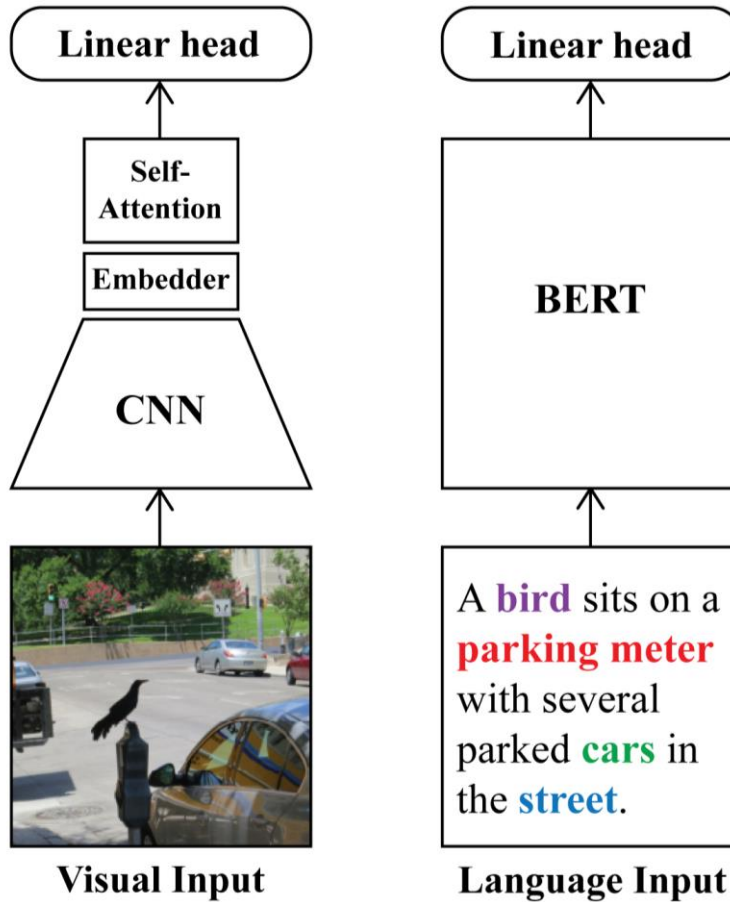 Linear head
Self-
Attention
Embedder
CNN
Visual Input
Linear head
BERT
A bird sits on a
parking meter
with several
parked cars in
the street.
Language Input